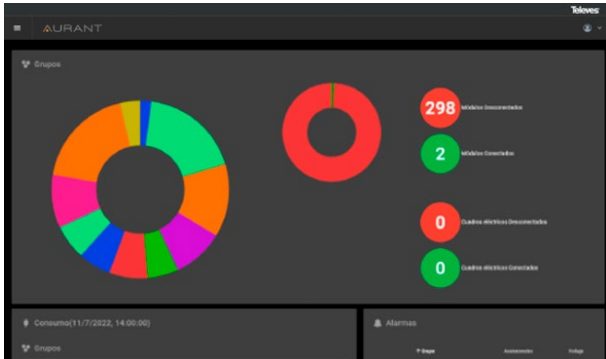 Televes
AURANT
Grupos
298 Módulos Desconectados
2 Módulos Conectados
0 Cuadros eléctricos Desconectados
0 Cuadros eléctricos Conectados
Consumo(11/7/2022, 14:00:00)
Grupos
Alarmas
Grupo